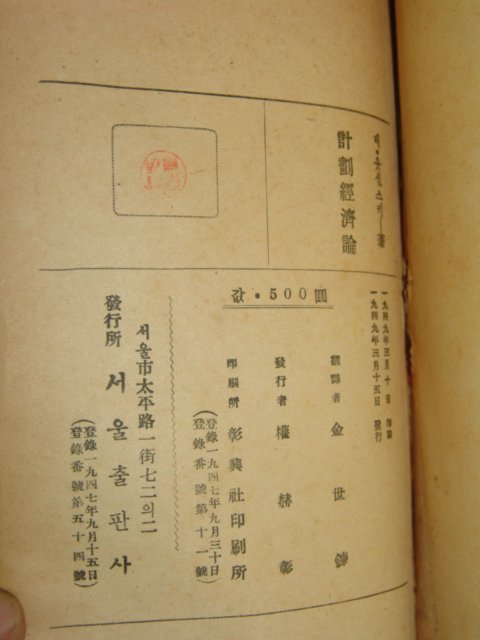 著
計劃經濟論
一九四九年三月十日 印刷
一九四九年三月十五日 發行
값・500圓
飜譯者 金世鍊
發行者 權赫彰
印刷所 彰興社印刷所
(登錄一九四七年九月三十日
登錄番號第十一號)
서울市太平路一街七二의二
發行所 서울출판사
(登錄一九四七年九月十五日
登錄番號第五十四號)